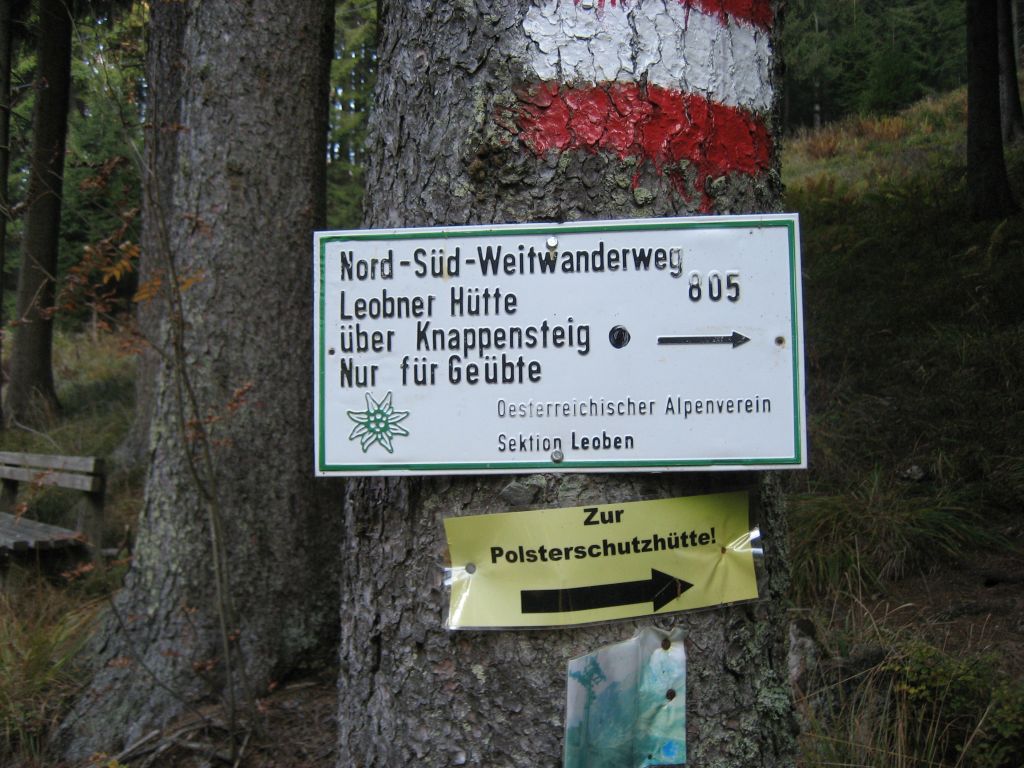 Nord-Süd-Weitwanderweg
805
Leobner Hütte
über Knappensteig
Nur für Geübte
Oesterreichischer Alpenverein
Sektion Leoben
Zur
Polsterschutzhütte!